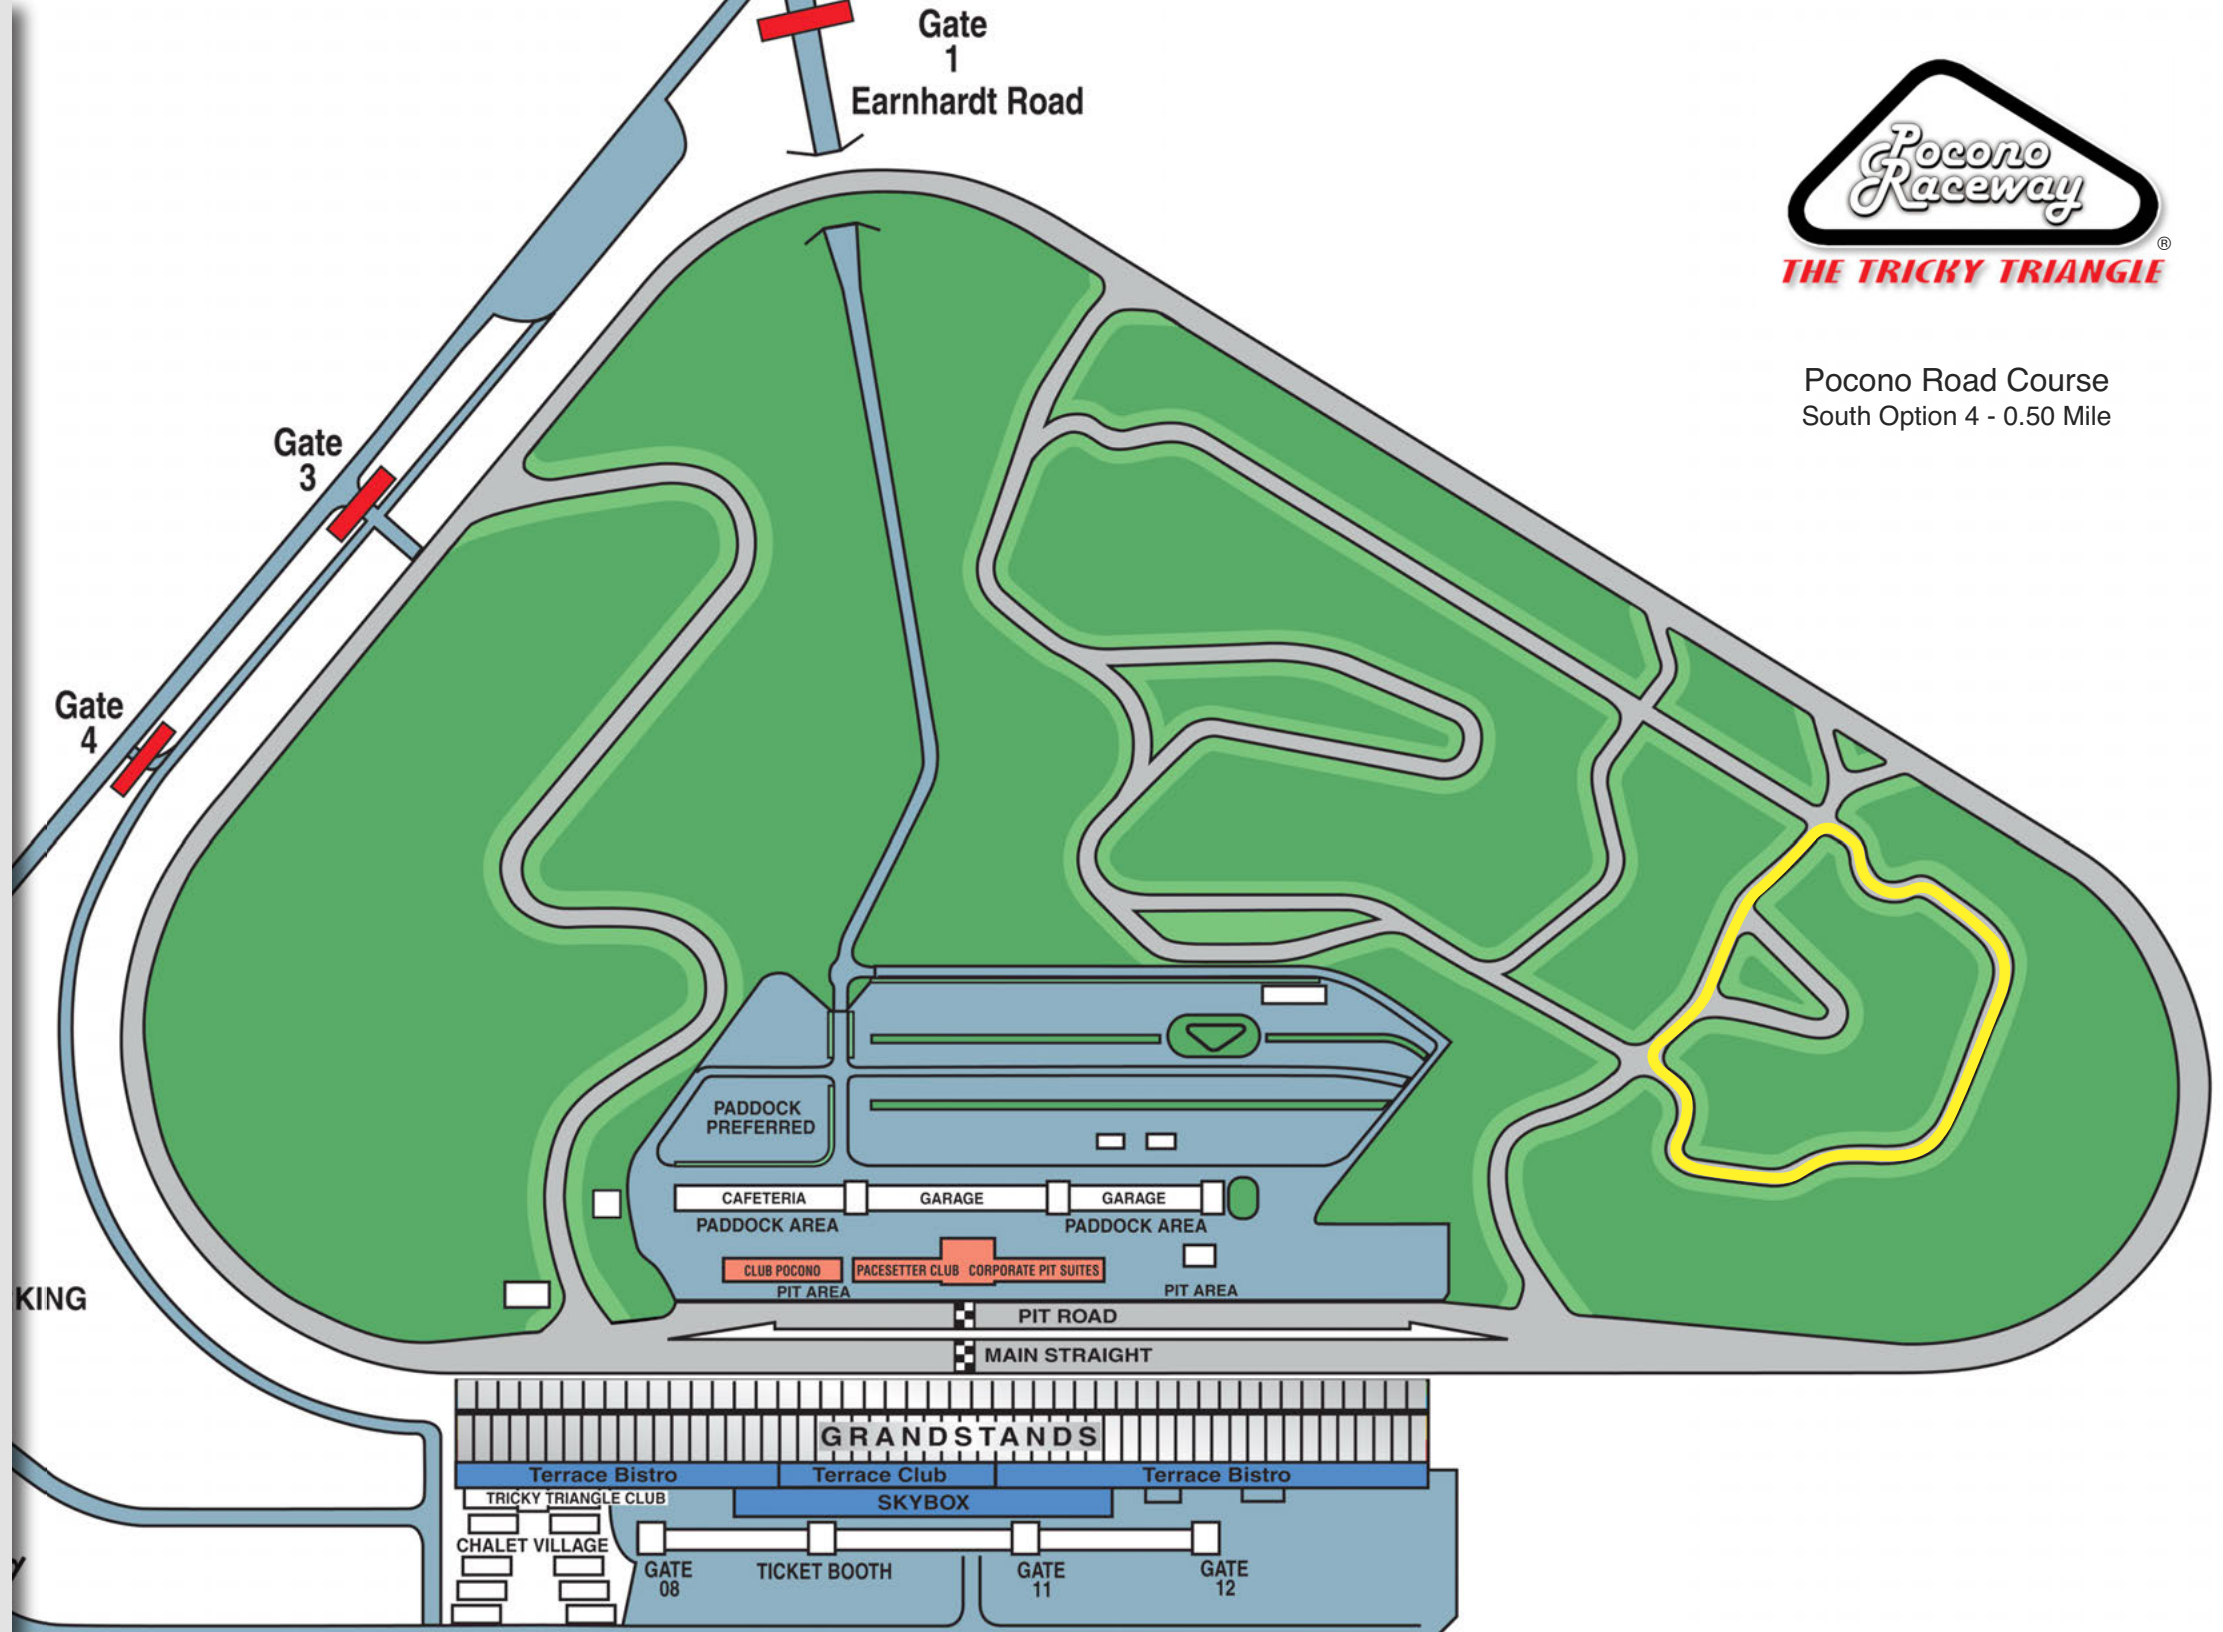 Gate
1
Earnhardt Road
Pocono
Raceway
®
THE TRICKY TRIANGLE
Pocono Road Course
South Option 4 - 0.50 Mile
Gate
3
Gate
4
PADDOCK
PREFERRED
CAFETERIA
GARAGE
GARAGE
PADDOCK AREA
PADDOCK AREA
CLUB POCONO
PACESETTER CLUB
CORPORATE PIT SUITES
PIT AREA
PIT AREA
KING
PIT ROAD
MAIN STRAIGHT
GRANDSTANDS
Terrace Bistro
Terrace Club
Terrace Bistro
TRICKY TRIANGLE CLUB
SKYBOX
CHALET VILLAGE
GATE
08
TICKET BOOTH
GATE
11
GATE
12